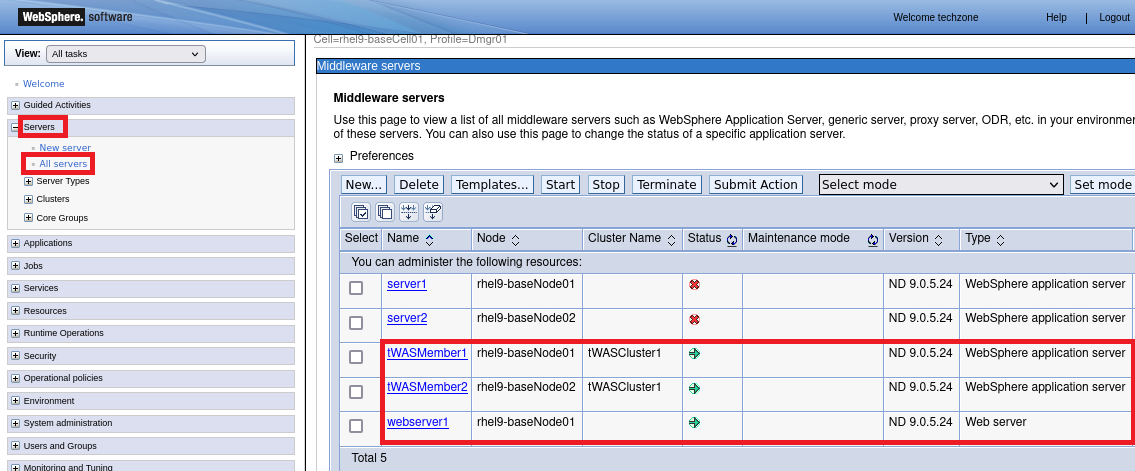 WebSphere. software
Welcome techzone Help | Logout
View: All tasks
Cell=rhel9-baseCell01, Profile=Dmgr01
Welcome
Guided Activities
Servers
New server
All servers
Server Types
Clusters
Core Groups
Applications
Jobs
Services
Resources
Runtime Operations
Security
Operational policies
Environment
System administration
Users and Groups
Monitoring and Tuning
Middleware servers
Middleware servers
Use this page to view a list of all middleware servers such as WebSphere Application Server, generic server, proxy server, ODR, etc. in your environme
of these servers. You can also use this page to change the status of a specific application server.
Preferences
New... Delete Templates... Start Stop Terminate Submit Action Select mode Set mode
Select Name Node Cluster Name Status Maintenance mode Version Type
You can administer the following resources:
server1 rhel9-baseNode01 ND 9.0.5.24 WebSphere application server
server2 rhel9-baseNode02 ND 9.0.5.24 WebSphere application server
tWASMember1 rhel9-baseNode01 tWASCluster1 ND 9.0.5.24 WebSphere application server
tWASMember2 rhel9-baseNode02 tWASCluster1 ND 9.0.5.24 WebSphere application server
webserver1 rhel9-baseNode01 ND 9.0.5.24 Web server
Total 5